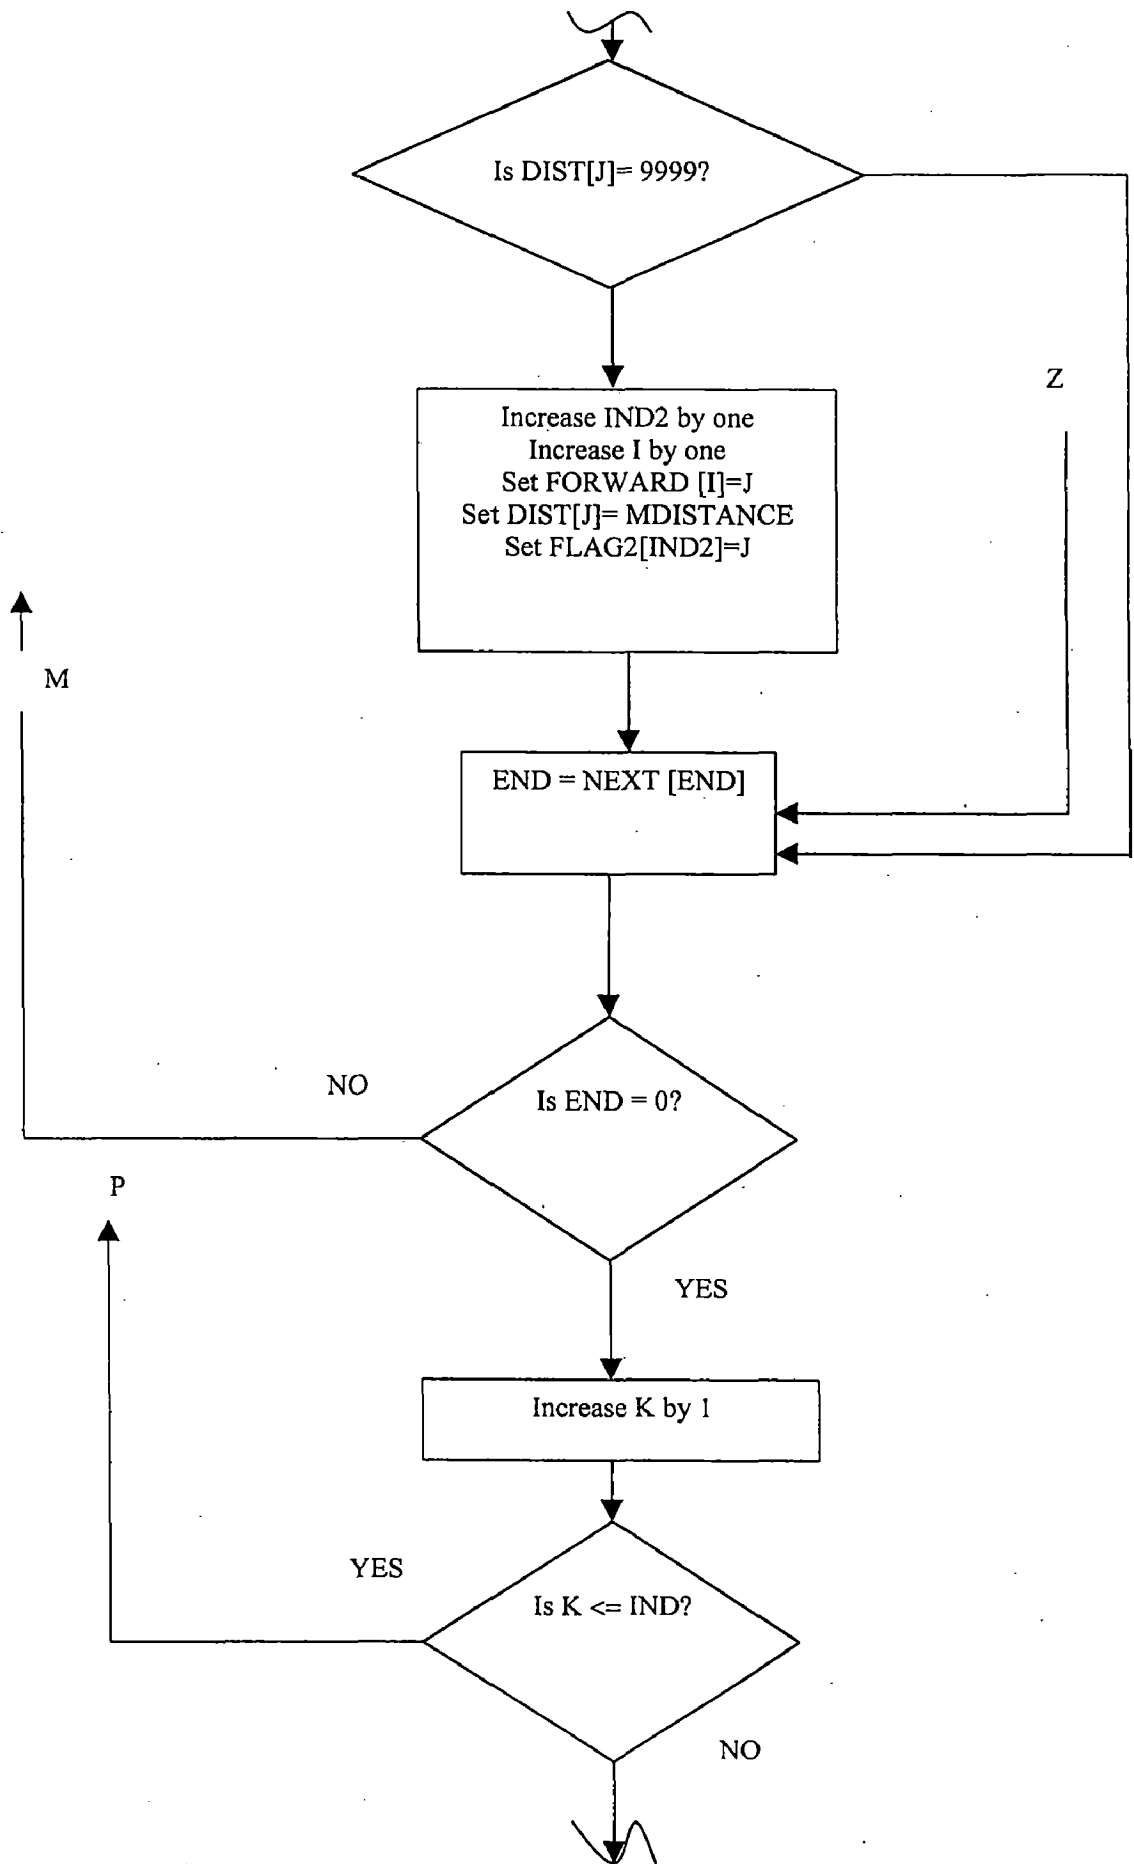 Is DIST[J]= 9999?
Z
Increase IND2 by one
Increase I by one
Set FORWARD [I]=J
Set DIST[J]= MDISTANCE
Set FLAG2[IND2]=J
M
END = NEXT [END]
NO
Is END = 0?
P
YES
Increase K by 1
YES
Is K <= IND?
NO